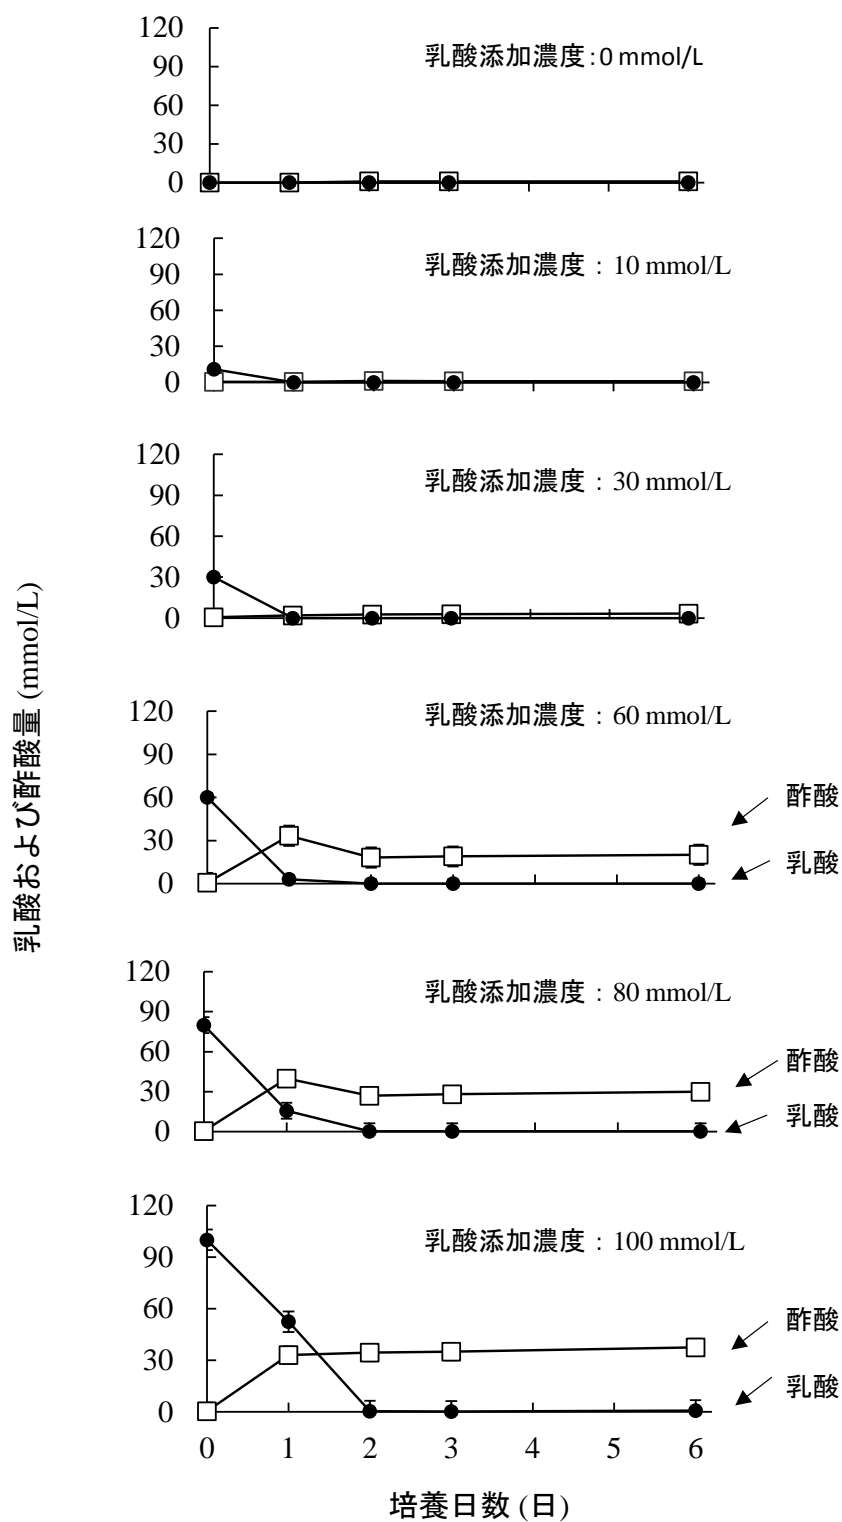 120
90
60
30
0
乳酸添加濃度：0 mmol/L
120
90
60
30
0
乳酸添加濃度：10 mmol/L
120
90
60
30
0
乳酸添加濃度：30 mmol/L
120
90
60
30
0
乳酸添加濃度：60 mmol/L
酢酸
乳酸
120
90
60
30
0
乳酸添加濃度：80 mmol/L
酢酸
乳酸
120
90
60
30
0
乳酸添加濃度：100 mmol/L
酢酸
乳酸
0 1 2 3 4 5 6
培養日数 (日)
乳酸および酢酸量 (mmol/L)